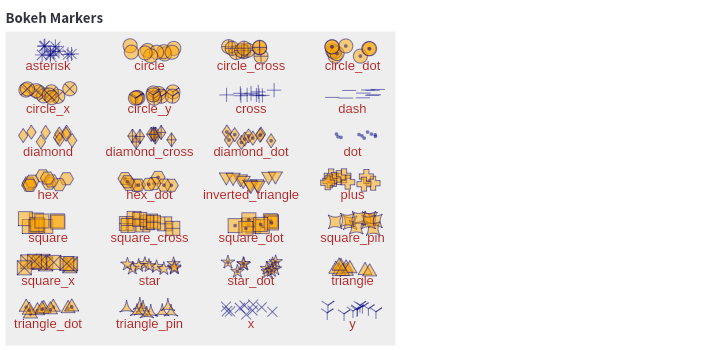 Bokeh Markers
asterisk circle circle_cross circle_dot
circle_x circle_y cross dash
diamond diamond_cross diamond_dot dot
hex hex_dot inverted_triangle plus
square square_cross square_dot square_pin
square_x star star_dot triangle
triangle_dot triangle_pin x y